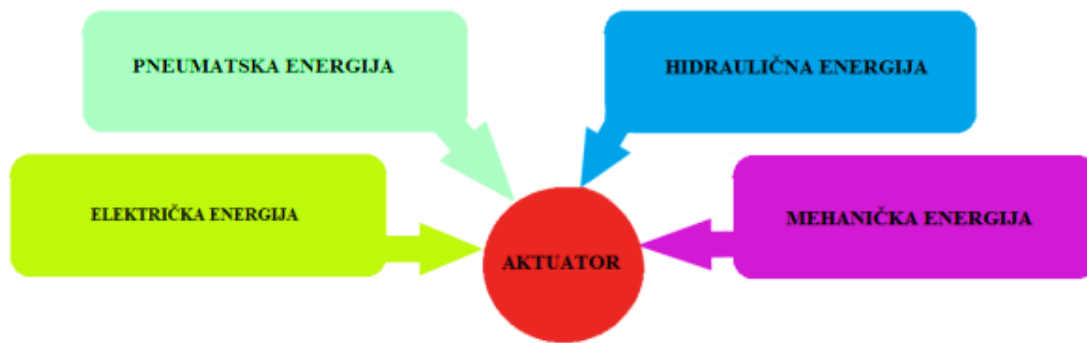 PNEUMATSKA ENERGIJA
HIDRAULIČNA ENERGIJA
ELEKTRIČKA ENERGIJA
MEHANIČKA ENERGIJA
AKTUATOR